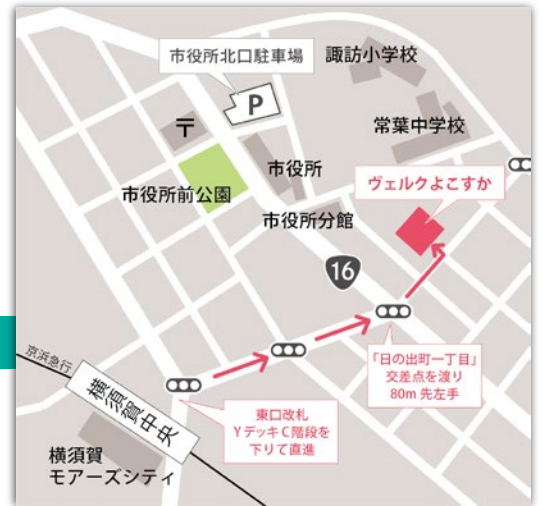 市役所北口駐車場
諏訪小学校
P
〒
常葉中学校
市役所
市役所前公園
ヴェルクよこすか
市役所分館
16
「日の出町一丁目」
交差点を渡り
80m 先左手
京浜急行
横須賀中央
東口改札
YデッキC階段を
下りて直進
横須賀
モアーズシティ